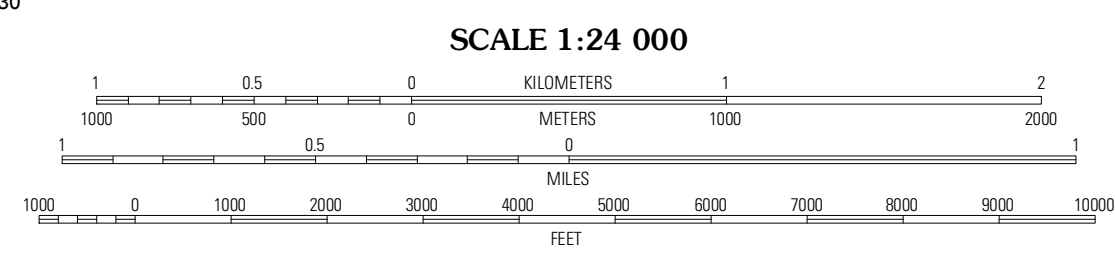 30
SCALE 1:24 000
1 0.5 0 KILOMETERS 1 2
1000 500 0 METERS 1000 2000
1 0.5 0 1
MILES
1000 0 1000 2000 3000 4000 5000 6000 7000 8000 9000 10000
FEET